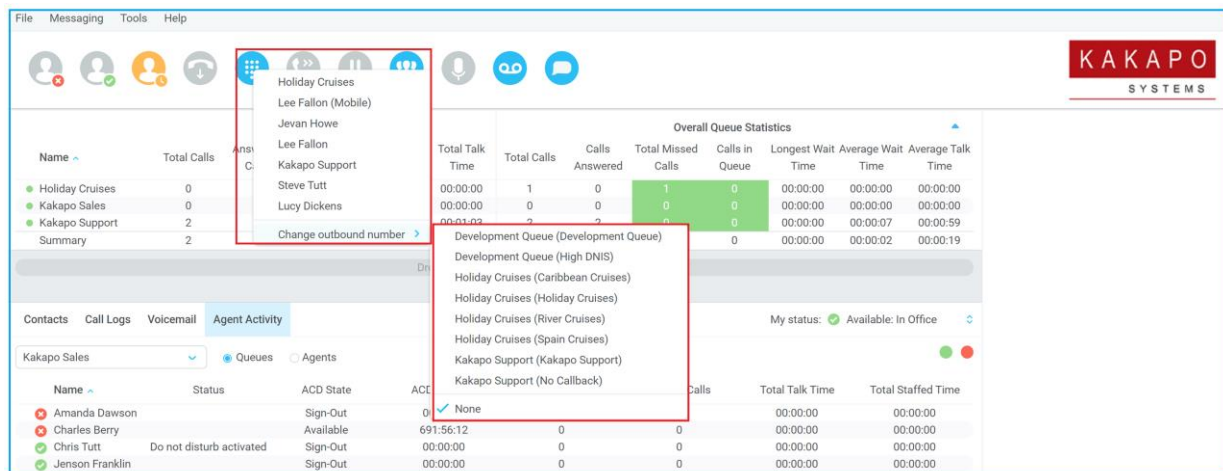 File Messaging Tools Help
KAKAPO
SYSTEMS
Holiday Cruises
Lee Fallon (Mobile)
Jevan Howe
Lee Fallon
Kakapo Support
Steve Tutt
Lucy Dickens
Change outbound number
Development Queue (Development Queue)
Development Queue (High DNIS)
Holiday Cruises (Caribbean Cruises)
Holiday Cruises (Holiday Cruises)
Holiday Cruises (River Cruises)
Holiday Cruises (Spain Cruises)
Kakapo Support (Kakapo Support)
Kakapo Support (No Callback)
None
Overall Queue Statistics
Name Total Calls Total Talk Time Total Calls Calls Answered Total Missed Calls Calls in Queue Longest Wait Time Average Wait Time Average Talk Time
Holiday Cruises 0 00:00:00 1 0 1 0 00:00:00 00:00:00 00:00:00
Kakapo Sales 0 00:00:00 0 0 0 0 00:00:00 00:00:00 00:00:00
Kakapo Support 2 00:01:03 2 2 0 0 00:00:00 00:00:07 00:00:59
Summary 2 0 00:00:00 00:00:02 00:00:19
Contacts Call Logs Voicemail Agent Activity My status: Available: In Office
Kakapo Sales Queues Agents
Name Status ACD State Calls Total Talk Time Total Staffed Time
Amanda Dawson Sign-Out 0 00:00:00 00:00:00
Charles Berry Available 691:56:12 0 0 00:00:00 00:00:00
Chris Tutt Do not disturb activated Sign-Out 00:00:00 0 0 00:00:00 00:00:00
Jenson Franklin Sign-Out 00:00:00 0 0 00:00:00 00:00:00